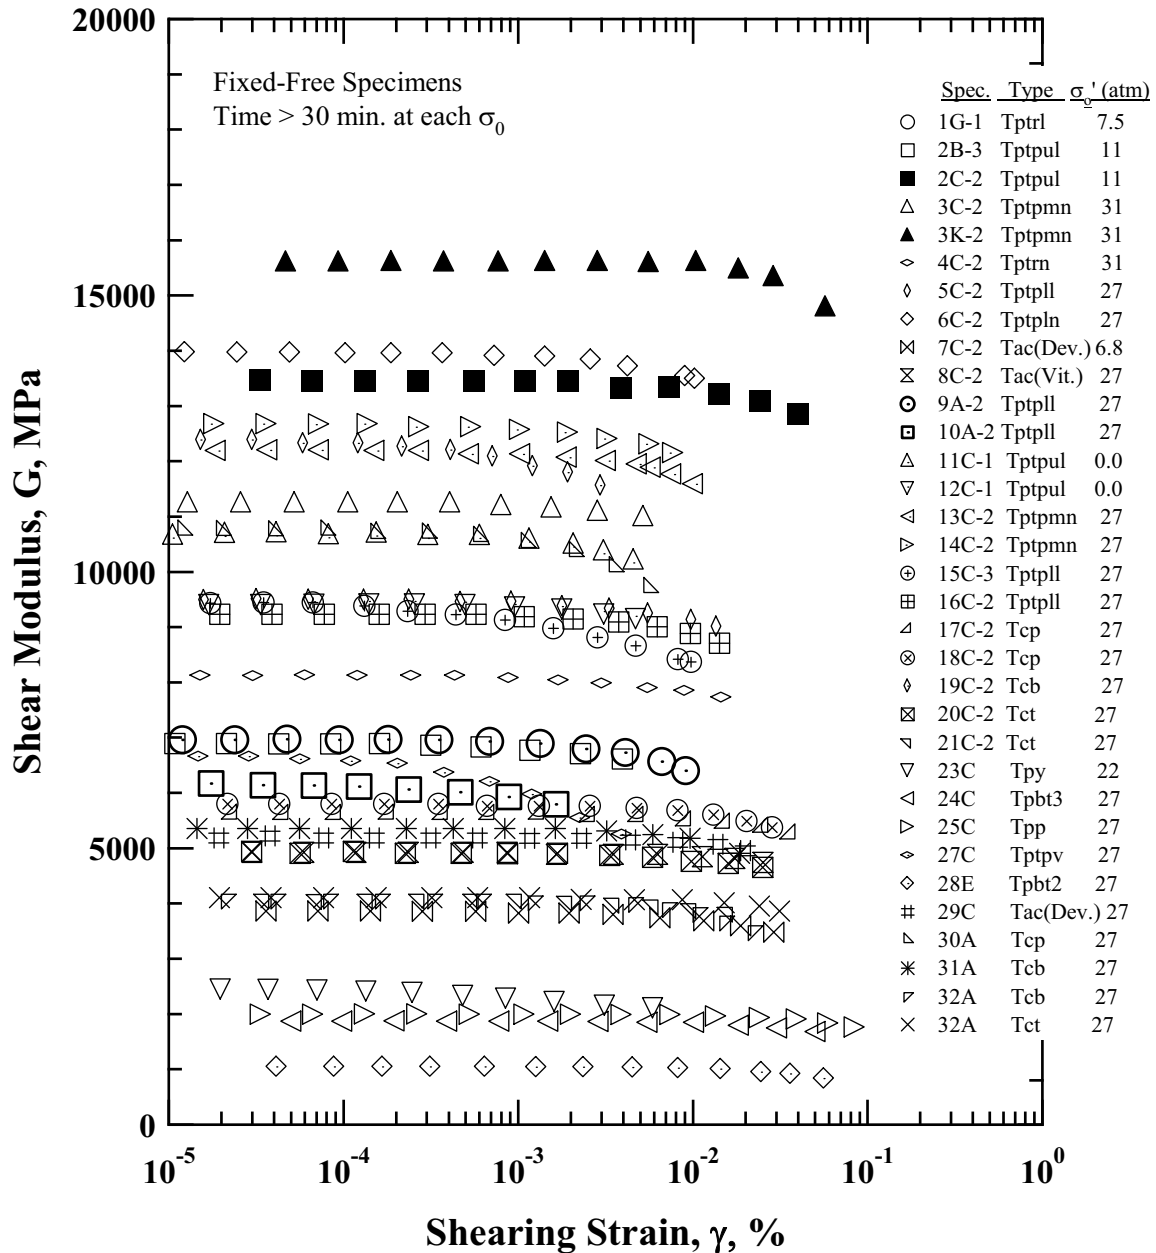 20000
Fixed-Free Specimens
Time > 30 min. at each σ0
15000
10000
5000
0
Shear Modulus, G, MPa
10-5 10-4 10-3 10-2 10-1 100
Shearing Strain, γ, %
Spec. Type σo' (atm)
1G-1 Tptrl 7.5
2B-3 Tptpul 11
2C-2 Tptpul 11
3C-2 Tptpmn 31
3K-2 Tptpmn 31
4C-2 Tptrn 31
5C-2 Tptpll 27
6C-2 Tptpln 27
7C-2 Tac(Dev.) 6.8
8C-2 Tac(Vit.) 27
9A-2 Tptpll 27
10A-2 Tptpll 27
11C-1 Tptpul 0.0
12C-1 Tptpul 0.0
13C-2 Tptpmn 27
14C-2 Tptpmn 27
15C-3 Tptpll 27
16C-2 Tptpll 27
17C-2 Tcp 27
18C-2 Tcp 27
19C-2 Tcb 27
20C-2 Tct 27
21C-2 Tct 27
23C Tpy 22
24C Tpbt3 27
25C Tpp 27
27C Tptpv 27
28E Tpbt2 27
29C Tac(Dev.) 27
30A Tcp 27
31A Tcb 27
32A Tcb 27
32A Tct 27